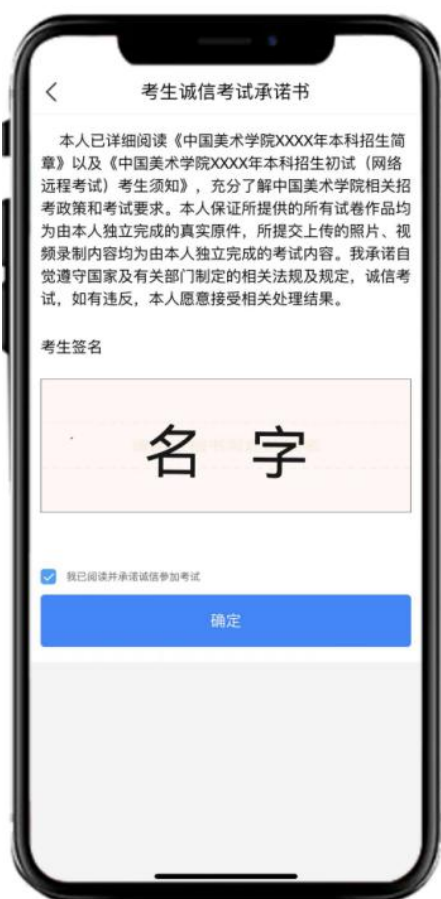 考生诚信考试承诺书
本人已详细阅读《中国美术学院XXXX年本科招生简
章》以及《中国美术学院XXXX年本科招生初试（网络
远程考试）考生须知》，充分了解中国美术学院相关招
考政策和考试要求。本人保证所提供的所有试卷作品均
为由本人独立完成的真实原件，所提交上传的照片、视
频录制内容均为由本人独立完成的考试内容。我承诺自
觉遵守国家及有关部门制定的相关法规及规定，诚信考
试，如有违反，本人愿意接受相关处理结果。
考生签名
名 字
我已阅读并承诺诚信参加考试
确定